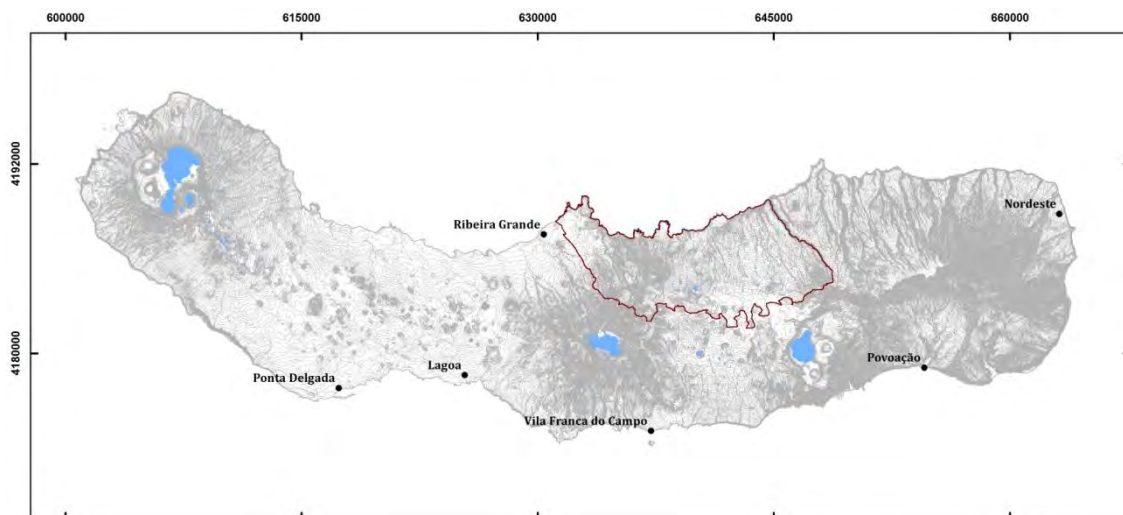 600000
615000
630000
645000
660000
4192000
4180000
Nordeste
Ribeira Grande
Povoação
Lagoa
Ponta Delgada
Vila Franca do Campo